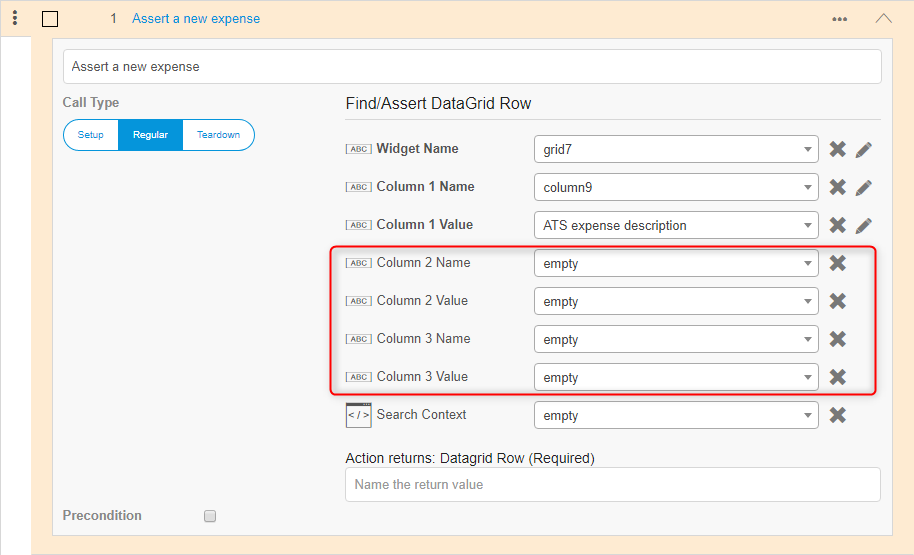 1 Assert a new expense
Assert a new expense
Call Type
Setup Regular Teardown
Find/Assert DataGrid Row
ABC Widget Name grid7
ABC Column 1 Name column9
ABC Column 1 Value ATS expense description
ABC Column 2 Name empty
ABC Column 2 Value empty
ABC Column 3 Name empty
ABC Column 3 Value empty
</> Search Context empty
Action returns: Datagrid Row (Required)
Name the return value
Precondition